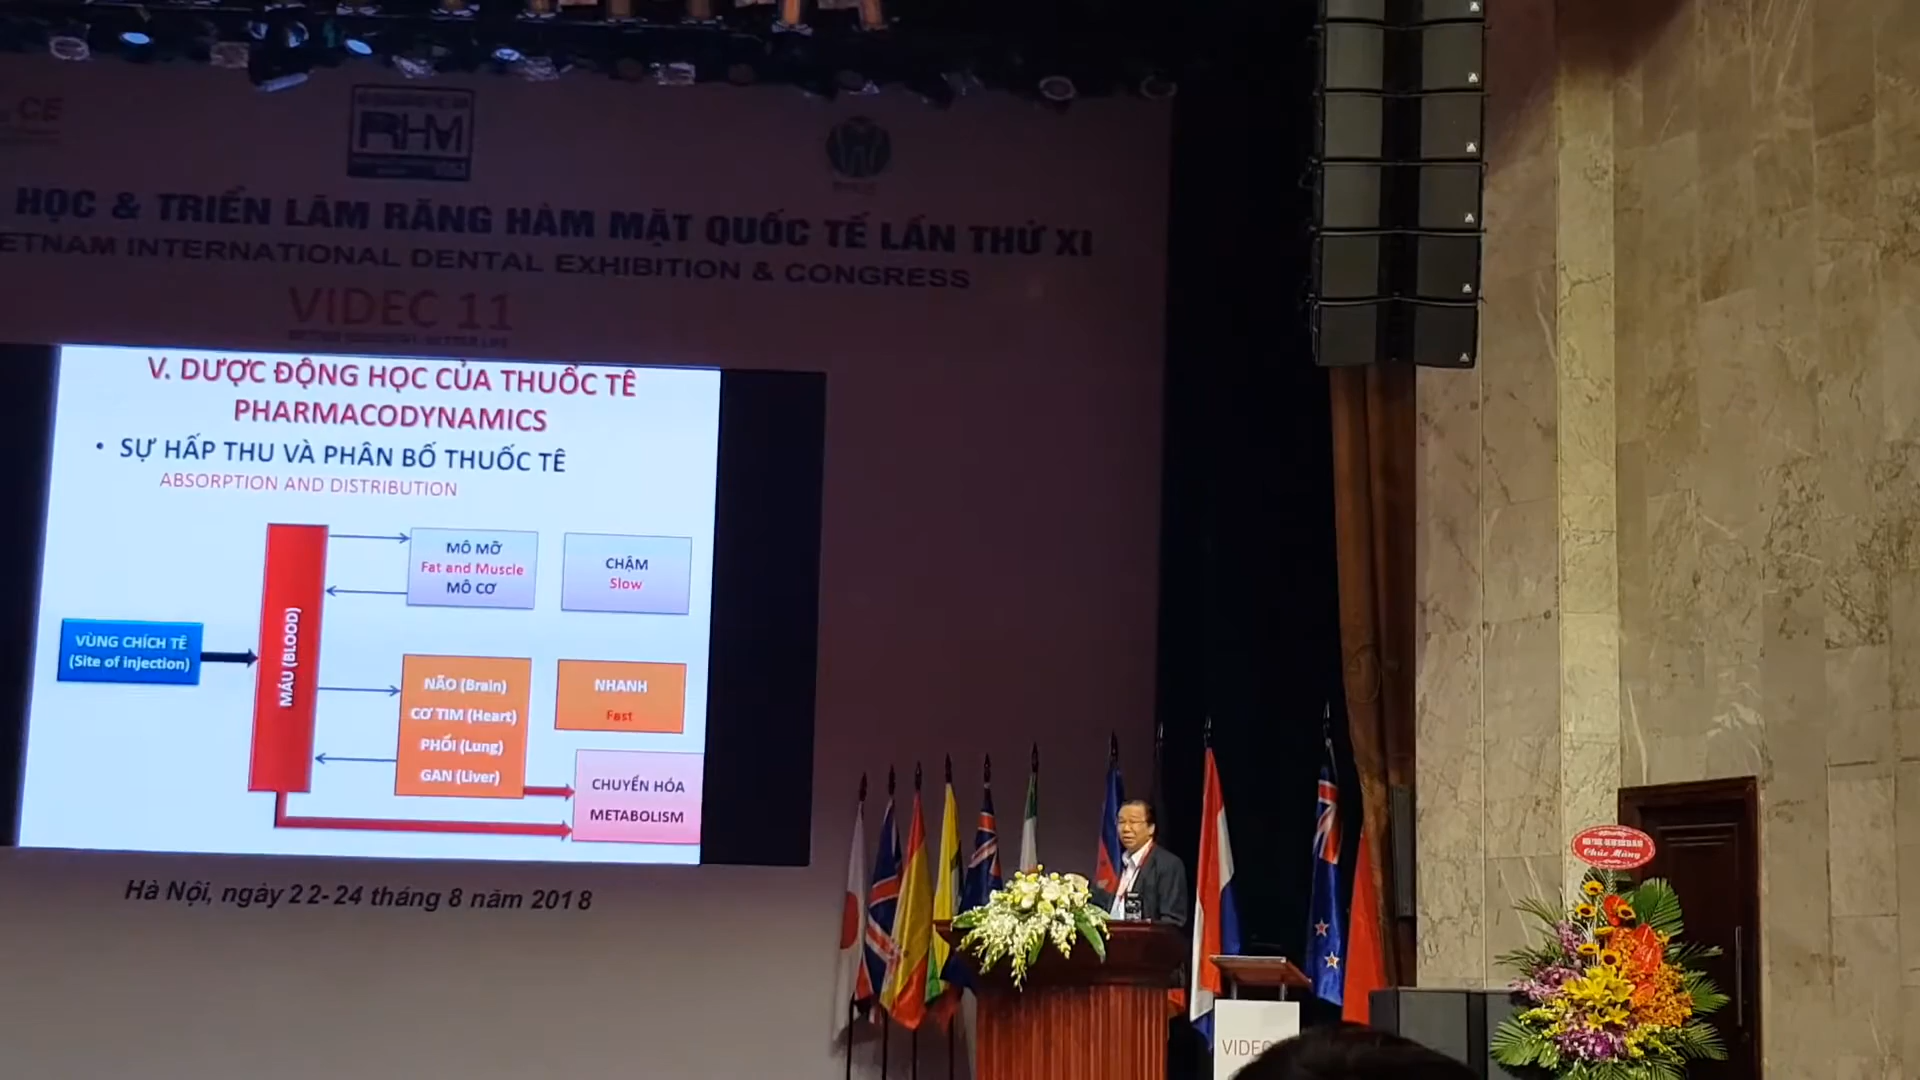 CE
RHM
HỌC & TRIỂN LÃM RĂNG HÀM MẶT QUỐC TẾ LẦN THỨ XI
ETNAM INTERNATIONAL DENTAL EXHIBITION & CONGRESS
VIDEC 11
V. DƯỢC ĐỘNG HỌC CỦA THUỐC TÊ
PHARMACODYNAMICS
• SỰ HẤP THU VÀ PHÂN BỐ THUỐC TÊ
ABSORPTION AND DISTRIBUTION
MÔ MỠ
Fat and Muscle
MÔ CƠ
CHẬM
Slow
VÙNG CHÍCH TÊ
(Site of injection)
MÁU (BLOOD)
NÃO (Brain)
CƠ TIM (Heart)
PHỔI (Lung)
GAN (Liver)
NHANH
Fast
CHUYỂN HÓA
METABOLISM
Hà Nội, ngày 22-24 tháng 8 năm 2018
Chúc Mừng
VIDEC